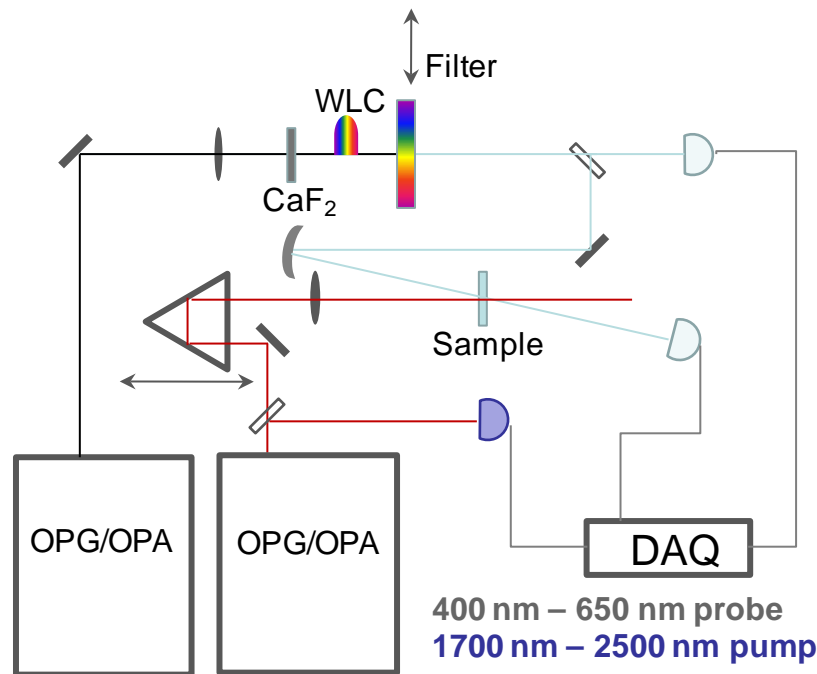 Filter
WLC
CaF₂
Sample
OPG/OPA
OPG/OPA
DAQ
400 nm – 650 nm probe
1700 nm – 2500 nm pump